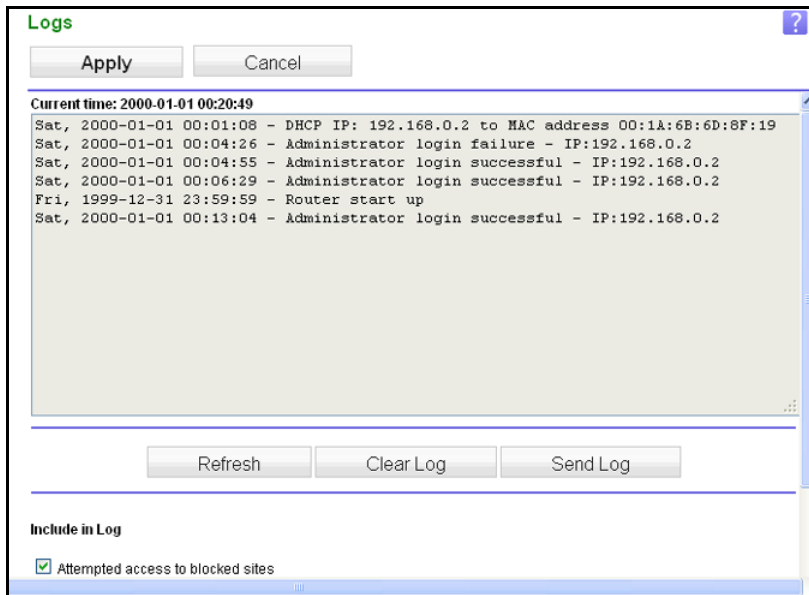 Logs
?
Apply Cancel
Current time: 2000-01-01 00:20:49
Sat, 2000-01-01 00:01:08 - DHCP IP: 192.168.0.2 to MAC address 00:1A:6B:6D:8F:19
Sat, 2000-01-01 00:04:26 - Administrator login failure - IP:192.168.0.2
Sat, 2000-01-01 00:04:55 - Administrator login successful - IP:192.168.0.2
Sat, 2000-01-01 00:06:29 - Administrator login successful - IP:192.168.0.2
Fri, 1999-12-31 23:59:59 - Router start up
Sat, 2000-01-01 00:13:04 - Administrator login successful - IP:192.168.0.2
Refresh Clear Log Send Log
Include in Log
Attempted access to blocked sites